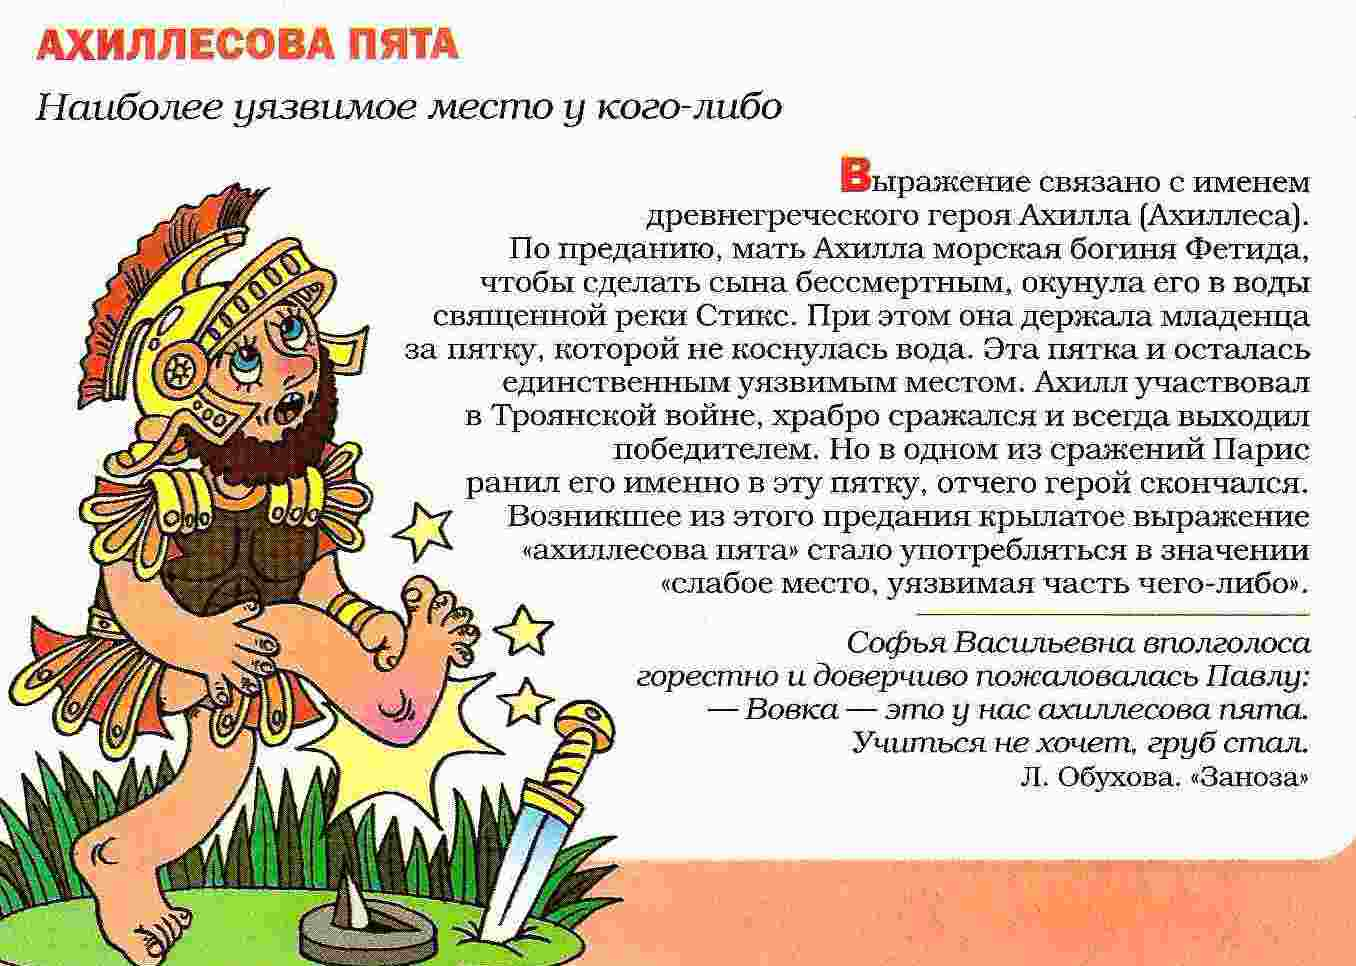 АХИЛЛЕСОВА ПЯТА
Наиболее уязвимое место у кого-либо
Выражение связано с именем
древнегреческого героя Ахилла (Ахиллеса).
По преданию, мать Ахилла морская богиня Фетида,
чтобы сделать сына бессмертным, окунула его в воды
священной реки Стикс. При этом она держала младенца
за пятку, которой не коснулась вода. Эта пятка и осталась
единственным уязвимым местом. Ахилл участвовал
в Троянской войне, храбро сражался и всегда выходил
победителем. Но в одном из сражений Парис
ранил его именно в эту пятку, отчего герой скончался.
Возникшее из этого предания крылатое выражение
«ахиллесова пята» стало употребляться в значении
«слабое место, уязвимая часть чего-либо».
Софья Васильевна вполголоса
горестно и доверчиво пожаловалась Павлу:
— Вовка — это у нас ахиллесова пята.
Учиться не хочет, груб стал.
Л. Обухова. «Заноза»